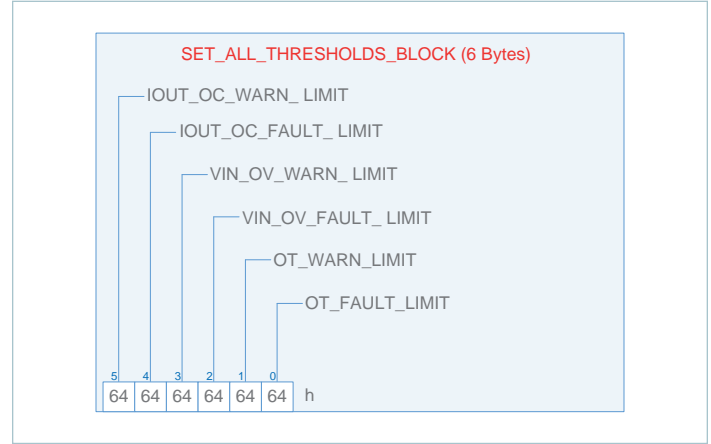 SET_ALL_THRESHOLDS_BLOCK (6 Bytes)
IOUT_OC_WARN_ LIMIT
IOUT_OC_FAULT_ LIMIT
VIN_OV_WARN_ LIMIT
VIN_OV_FAULT_ LIMIT
OT_WARN_LIMIT
OT_FAULT_LIMIT
5 4 3 2 1 0
64 64 64 64 64 64 h